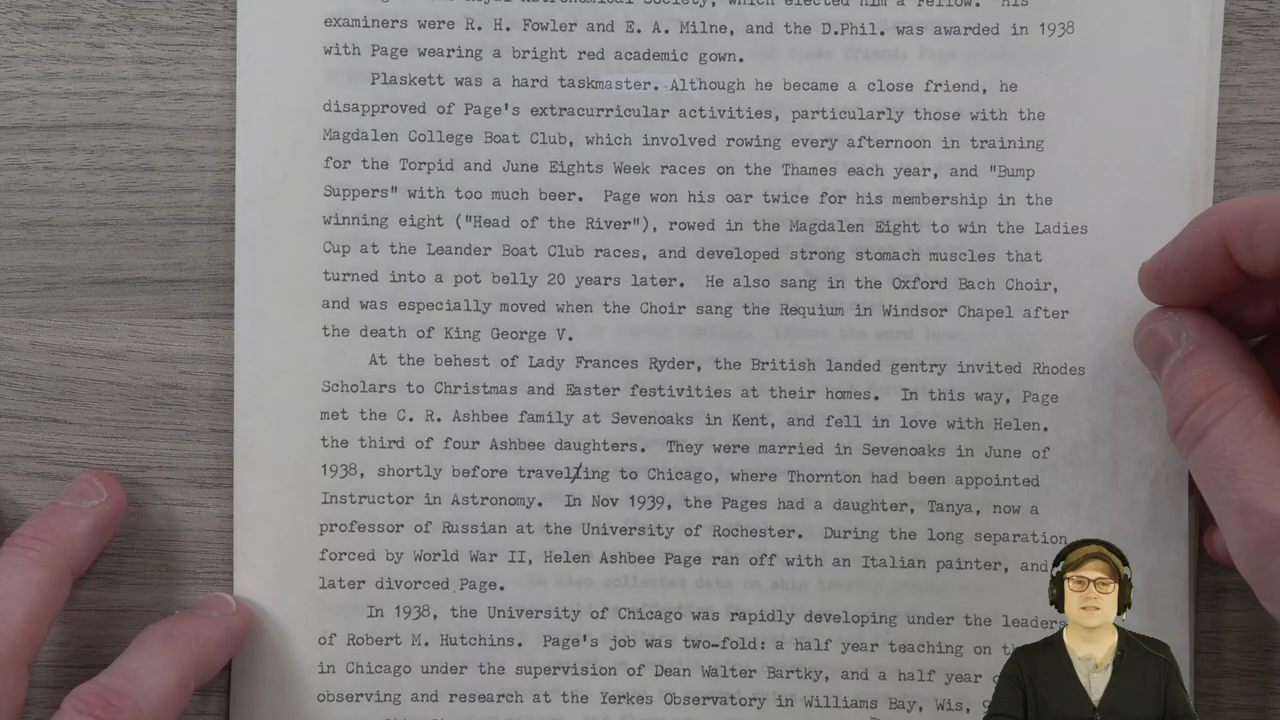 Royal Astronomical Society, which elected him a Fellow.  His
examiners were R. H. Fowler and E. A. Milne, and the D.Phil. was awarded in 1938
with Page wearing a bright red academic gown.
Plaskett was a hard taskmaster. Although he became a close friend, he
disapproved of Page's extracurricular activities, particularly those with the
Magdalen College Boat Club, which involved rowing every afternoon in training
for the Torpid and June Eights Week races on the Thames each year, and "Bump
Suppers" with too much beer.  Page won his oar twice for his membership in the
winning eight ("Head of the River"), rowed in the Magdalen Eight to win the Ladies
Cup at the Leander Boat Club races, and developed strong stomach muscles that
turned into a pot belly 20 years later.  He also sang in the Oxford Bach Choir,
and was especially moved when the Choir sang the Requium in Windsor Chapel after
the death of King George V.
At the behest of Lady Frances Ryder, the British landed gentry invited Rhodes
Scholars to Christmas and Easter festivities at their homes.  In this way, Page
met the C. R. Ashbee family at Sevenoaks in Kent, and fell in love with Helen.
the third of four Ashbee daughters.  They were married in Sevenoaks in June of
1938, shortly before traveling to Chicago, where Thornton had been appointed
Instructor in Astronomy.  In Nov 1939, the Pages had a daughter, Tanya, now a
professor of Russian at the University of Rochester.  During the long separation
forced by World War II, Helen Ashbee Page ran off with an Italian painter, and
later divorced Page.
In 1938, the University of Chicago was rapidly developing under the leaders
of Robert M. Hutchins.  Page's job was two-fold: a half year teaching on
in Chicago under the supervision of Dean Walter Bartky, and a half year
observing and research at the Yerkes Observatory in Williams Bay, Wis,